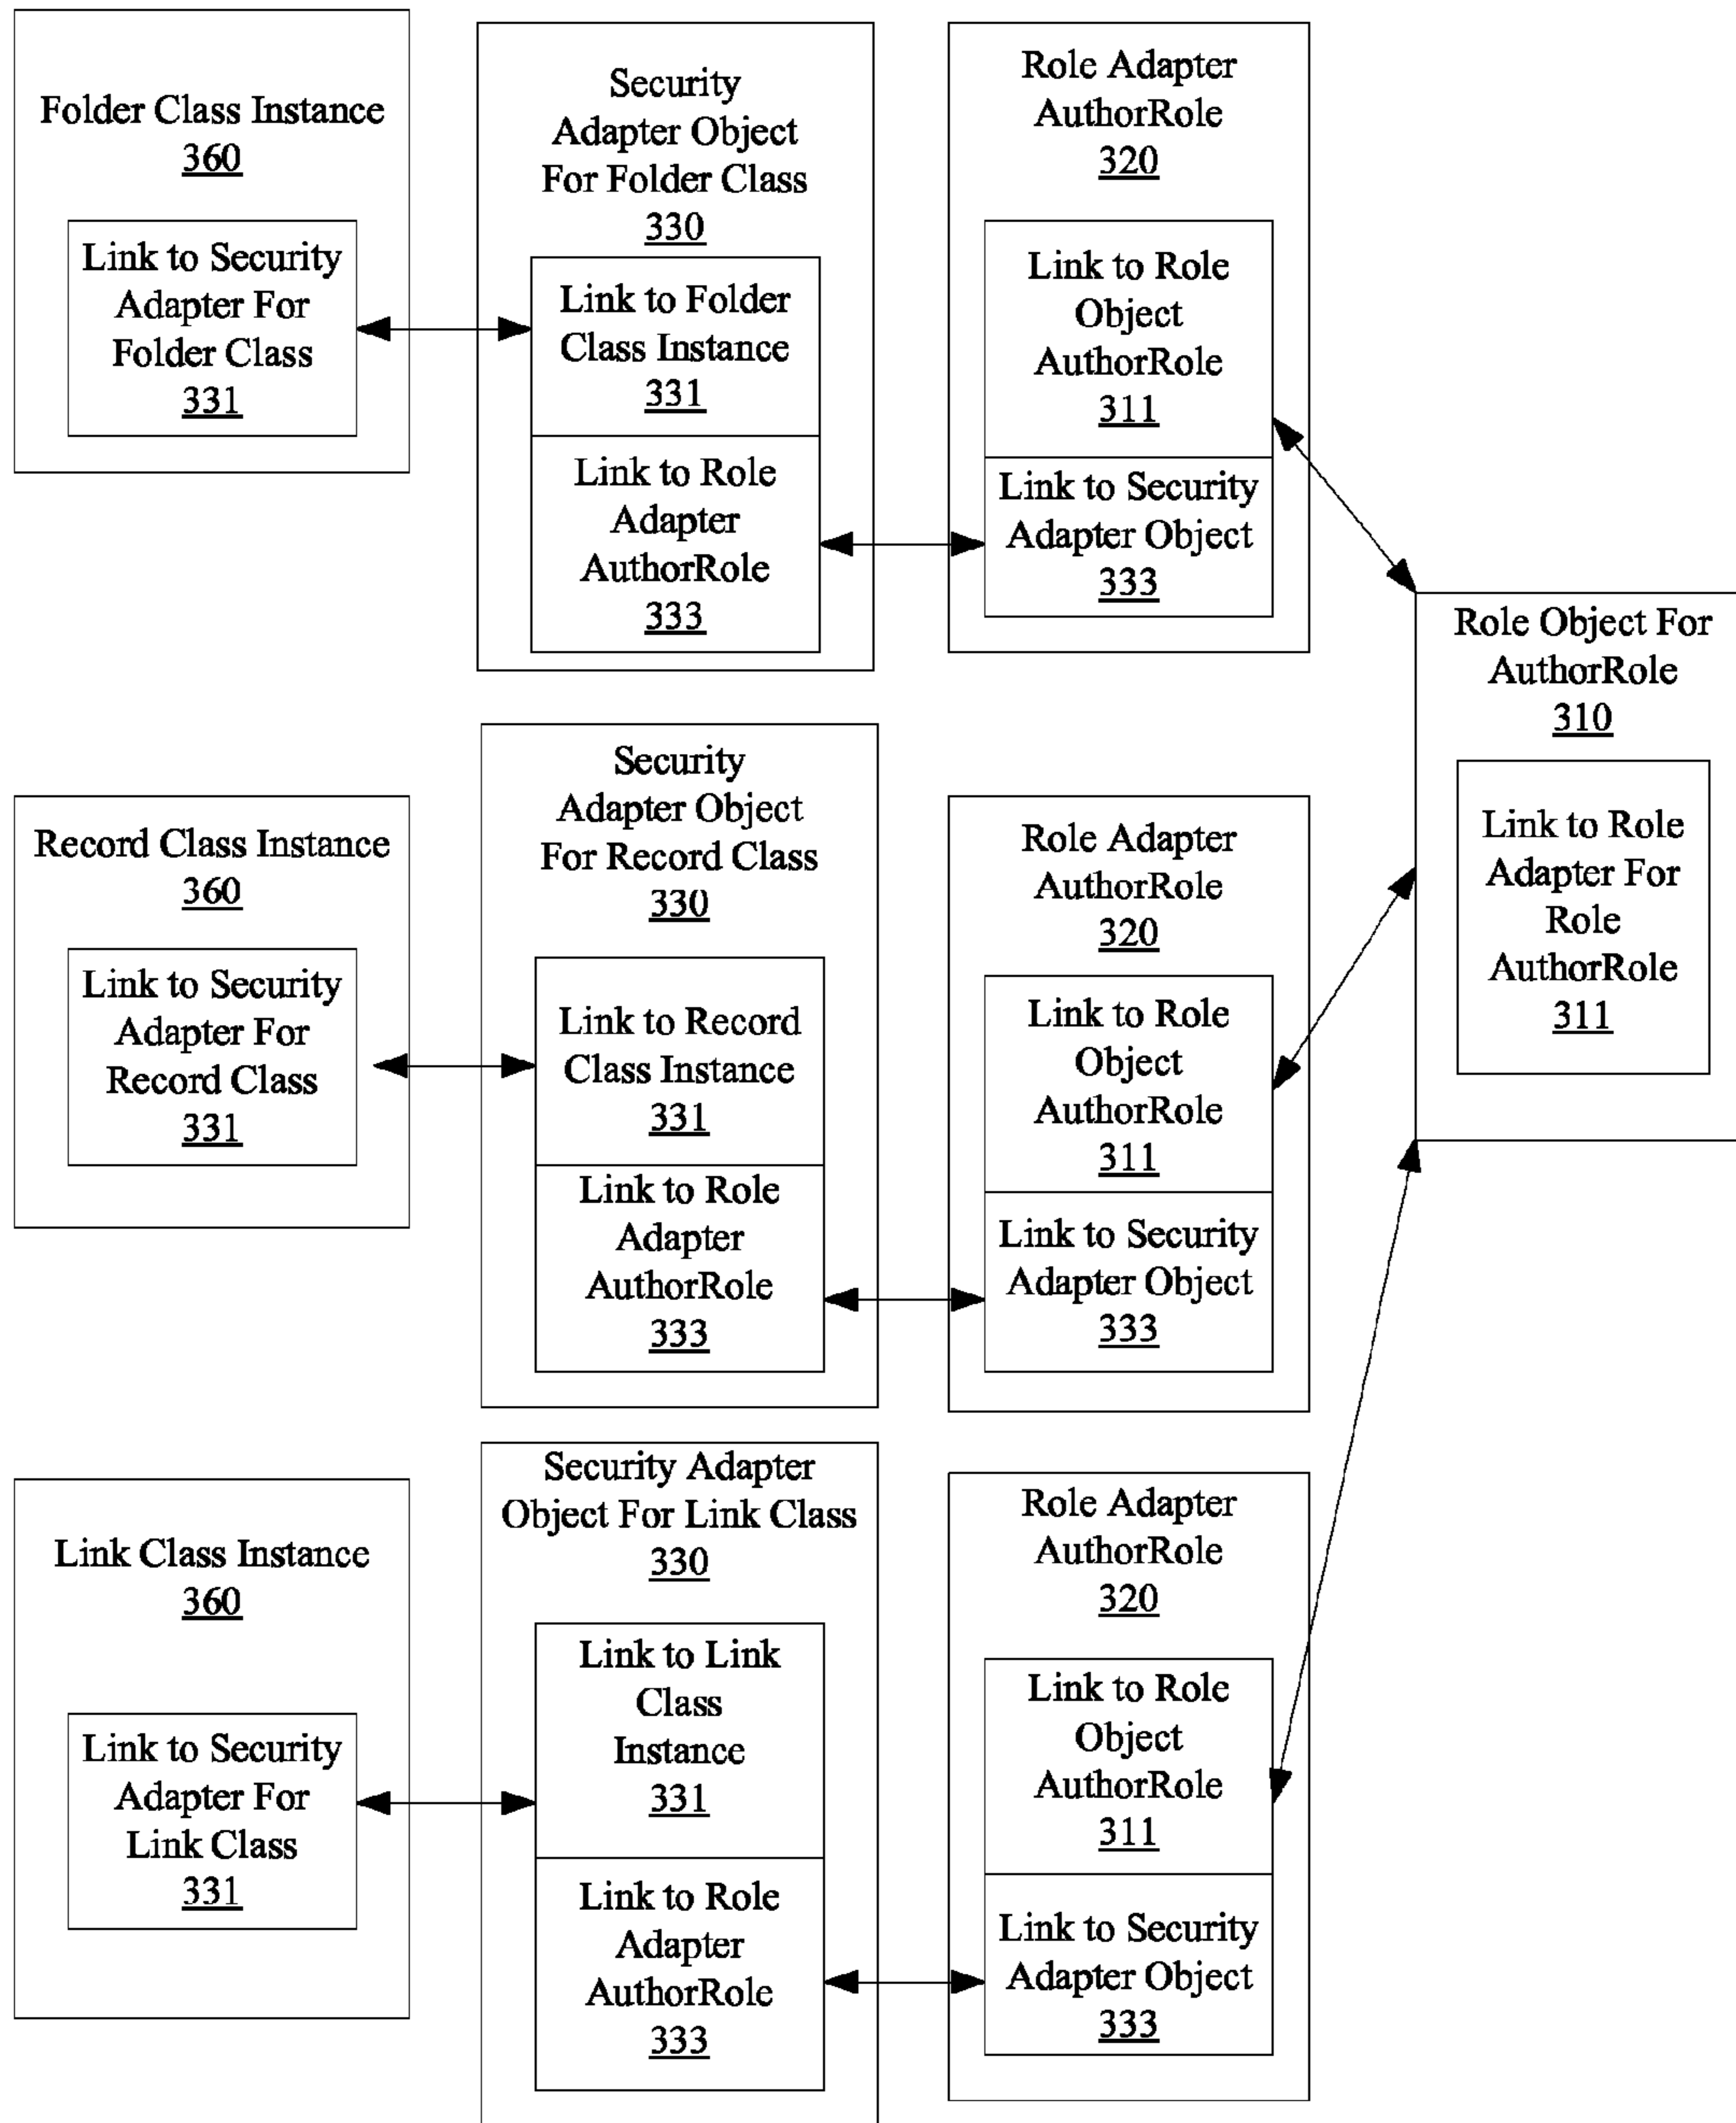 Folder Class Instance
360
Link to Security
Adapter For
Folder Class
331
Security
Adapter Object
For Folder Class
330
Link to Folder
Class Instance
331
Link to Role
Adapter
AuthorRole
333
Role Adapter
AuthorRole
320
Link to Role
Object
AuthorRole
311
Link to Security
Adapter Object
333
Role Object For
AuthorRole
310
Link to Role
Adapter For
Role
AuthorRole
311
Record Class Instance
360
Link to Security
Adapter For
Record Class
331
Security
Adapter Object
For Record Class
330
Link to Record
Class Instance
331
Link to Role
Adapter
AuthorRole
333
Role Adapter
AuthorRole
320
Link to Role
Object
AuthorRole
311
Link to Security
Adapter Object
333
Link Class Instance
360
Link to Security
Adapter For
Link Class
331
Security Adapter
Object For Link Class
330
Link to Link
Class
Instance
331
Link to Role
Adapter
AuthorRole
333
Role Adapter
AuthorRole
320
Link to Role
Object
AuthorRole
311
Link to Security
Adapter Object
333